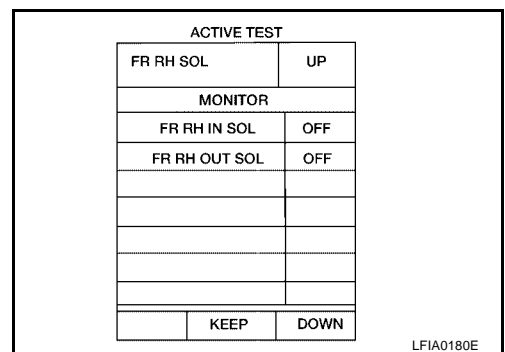 ACTIVE TEST
FR RH SOL UP
MONITOR
FR RH IN SOL OFF
FR RH OUT SOL OFF
KEEP DOWN
LFIA0180E